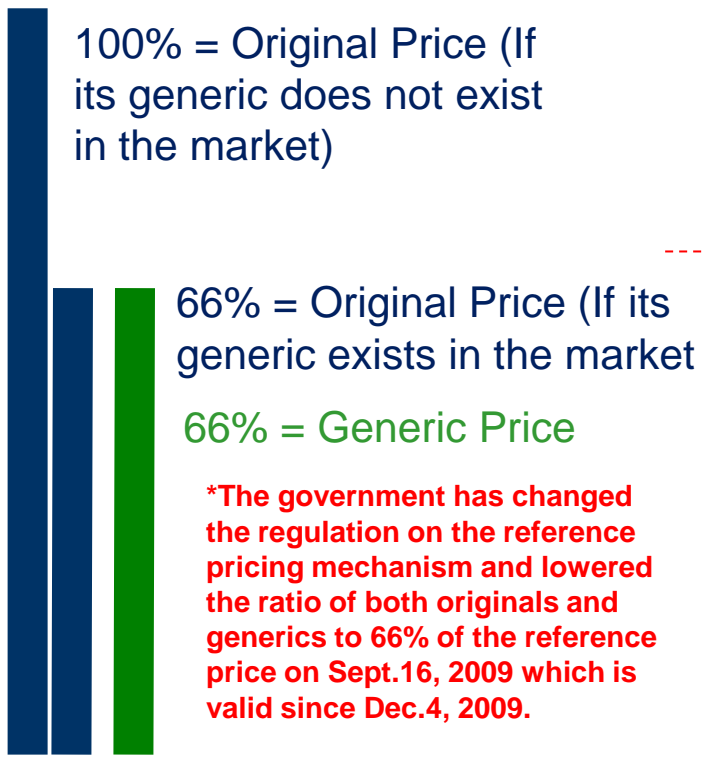 100% = Original Price (If
its generic does not exist
in the market)
66% = Original Price (If its
generic exists in the market
66% = Generic Price
*The government has changed
the regulation on the reference
pricing mechanism and lowered
the ratio of both originals and
generics to 66% of the reference
price on Sept.16, 2009 which is
valid since Dec.4, 2009.